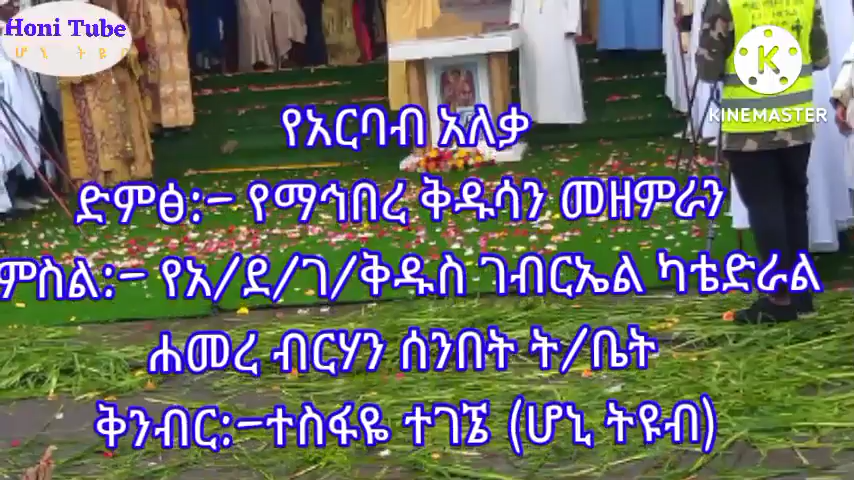 Honi Tube
ሆኒ ትዩብ
KINEMASTER
የአርባብ አለቃ
ድምፅ:- የማኅበረ ቅዱሳን መዘምራን
ምስል:- የአ/ደ/ገ/ቅዱስ ገብርኤል ካቴድራል
ሐመረ ብርሃን ሰንበት ት/ቤት
ቅንብር:-ተስፋዬ ተገኜ (ሆኒ ትዩብ)